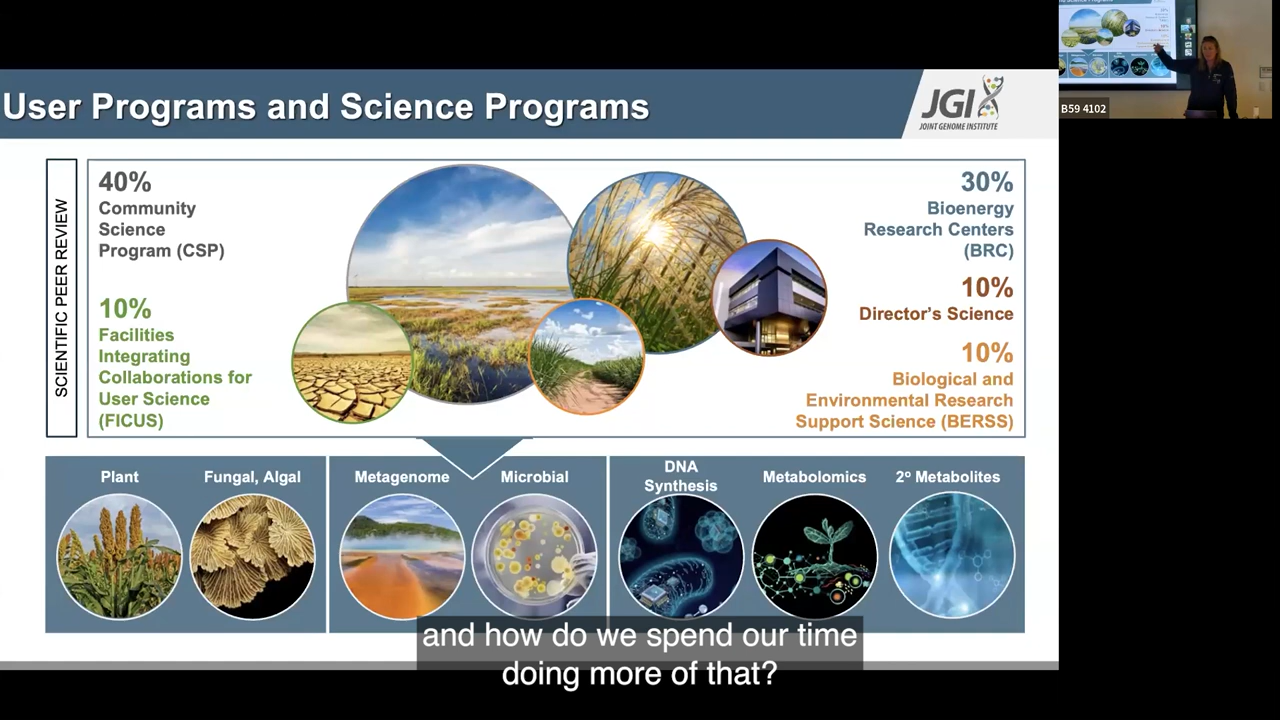 User Programs and Science Programs
JGI
JOINT GENOME INSTITUTE
B59 4102
SCIENTIFIC PEER REVIEW
40%
Community
Science
Program (CSP)
10%
Facilities
Integrating
Collaborations for
User Science
(FICUS)
30%
Bioenergy
Research Centers
(BRC)
10%
Director's Science
10%
Biological and
Environmental Research
Support Science (BERSS)
Plant
Fungal, Algal
Metagenome
Microbial
DNA
Synthesis
Metabolomics
2º Metabolites
and how do we spend our time
doing more of that?